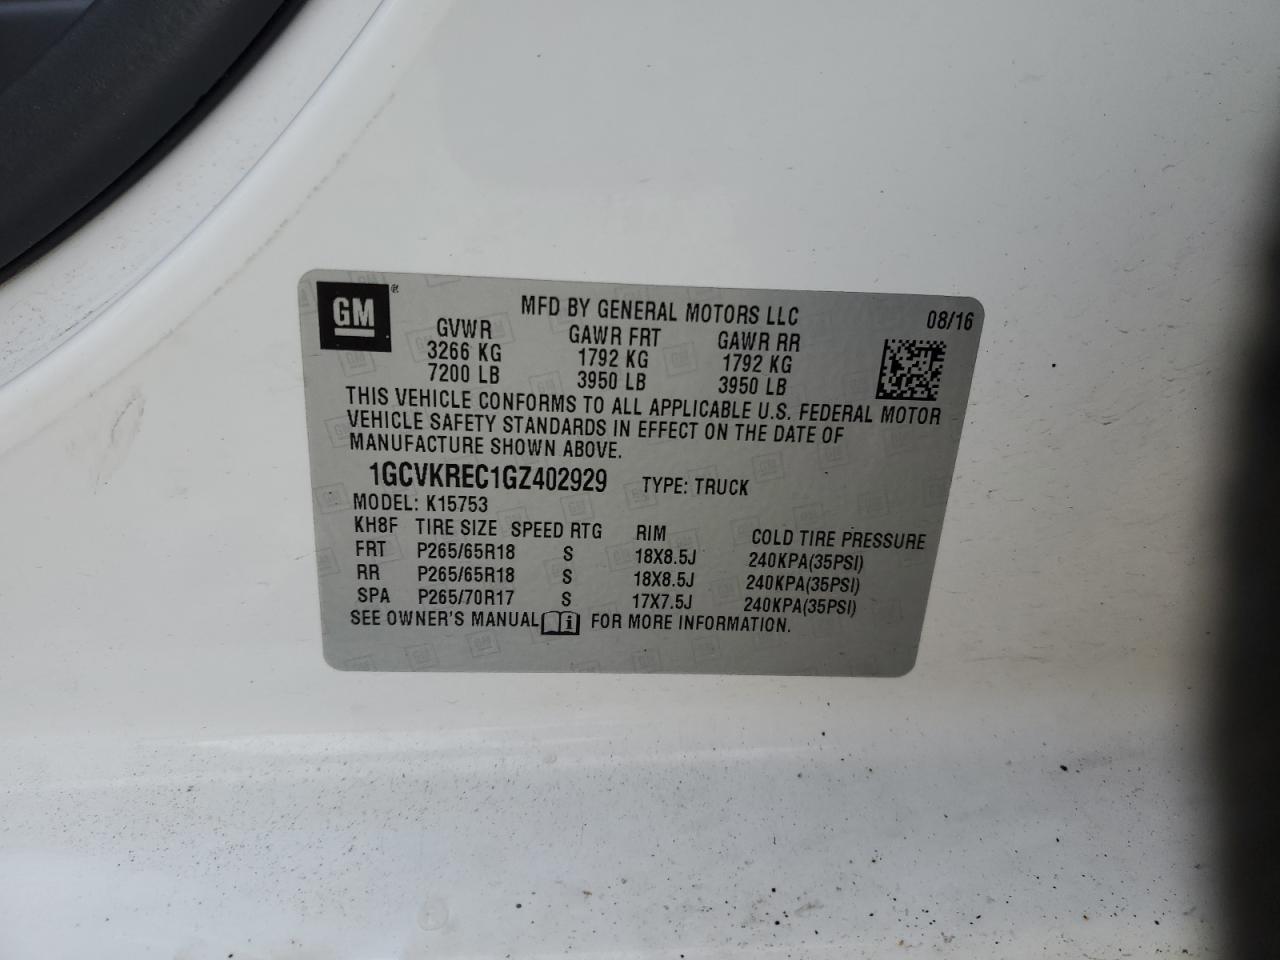 GM®
MFD BY GENERAL MOTORS LLC 08/16
GVWR GAWR FRT GAWR RR
3266 KG 1792 KG 1792 KG
7200 LB 3950 LB 3950 LB
THIS VEHICLE CONFORMS TO ALL APPLICABLE U.S. FEDERAL MOTOR
VEHICLE SAFETY STANDARDS IN EFFECT ON THE DATE OF
MANUFACTURE SHOWN ABOVE.
1GCVKREC1GZ402929 TYPE: TRUCK
MODEL: K15753
KH8F TIRE SIZE SPEED RTG RIM COLD TIRE PRESSURE
FRT P265/65R18 S 18X8.5J 240KPA(35PSI)
RR P265/65R18 S 18X8.5J 240KPA(35PSI)
SPA P265/70R17 S 17X7.5J 240KPA(35PSI)
SEE OWNER'S MANUAL i FOR MORE INFORMATION.